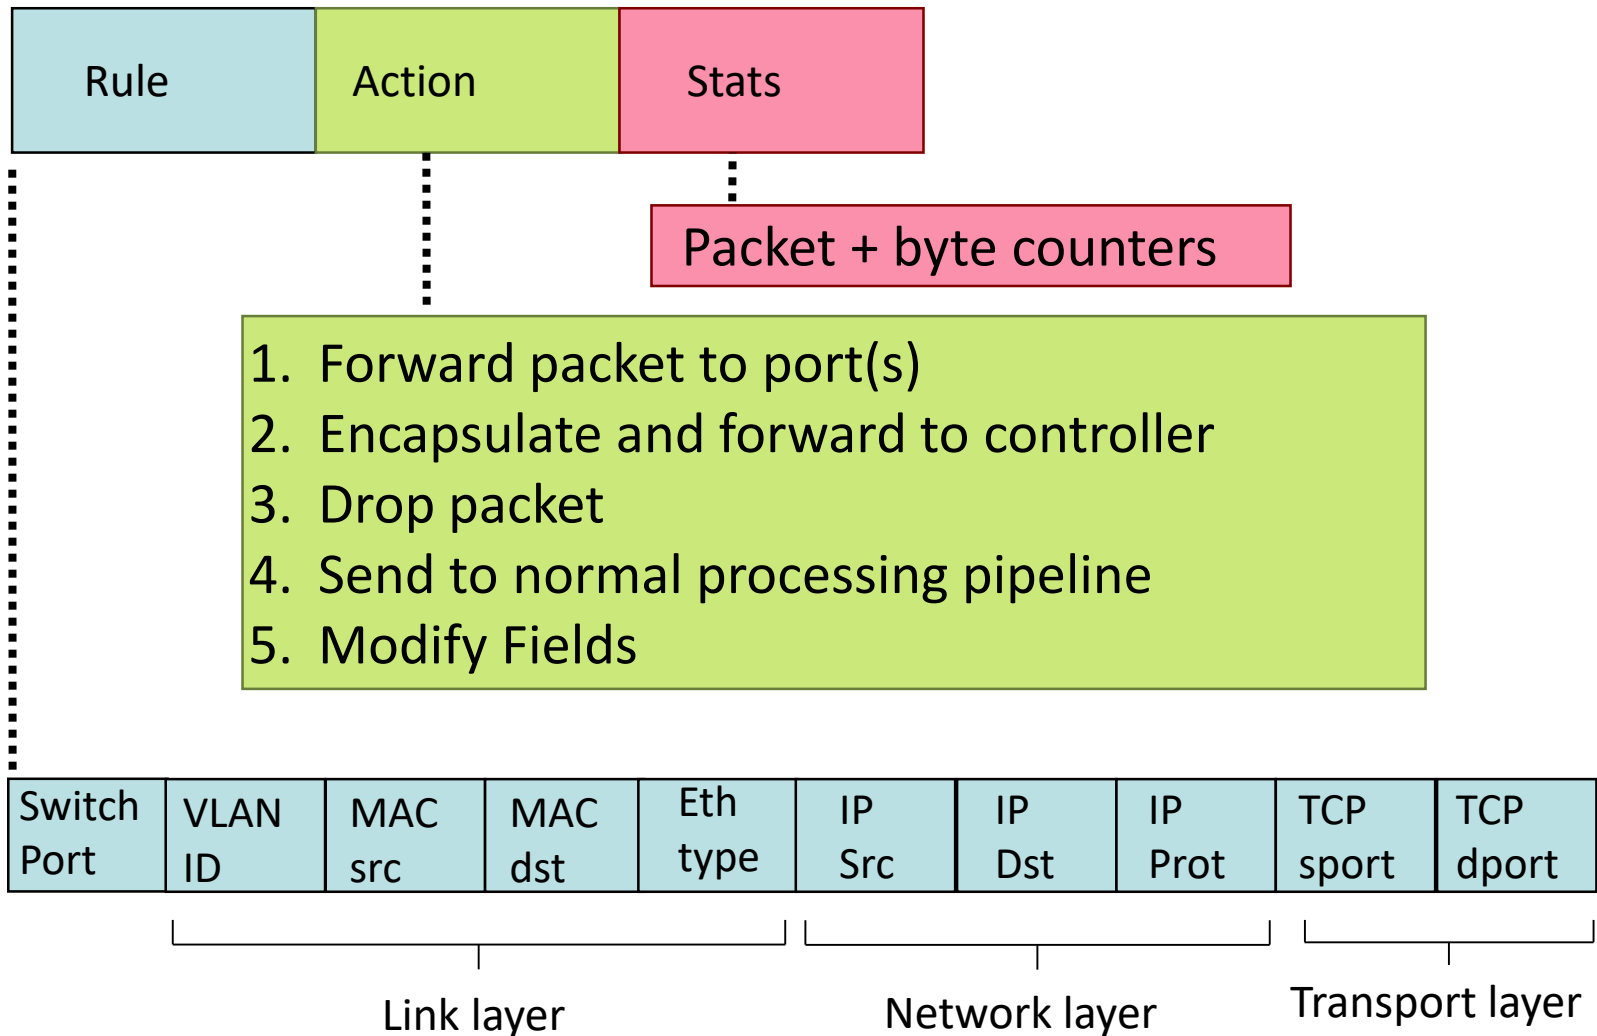 Rule
Action
Stats
Packet + byte counters
1. Forward packet to port(s)
2. Encapsulate and forward to controller
3. Drop packet
4. Send to normal processing pipeline
5. Modify Fields
Switch
Port
VLAN
ID
MAC
src
MAC
dst
Eth
type
IP
Src
IP
Dst
IP
Prot
TCP
sport
TCP
dport
Link layer
Network layer
Transport layer